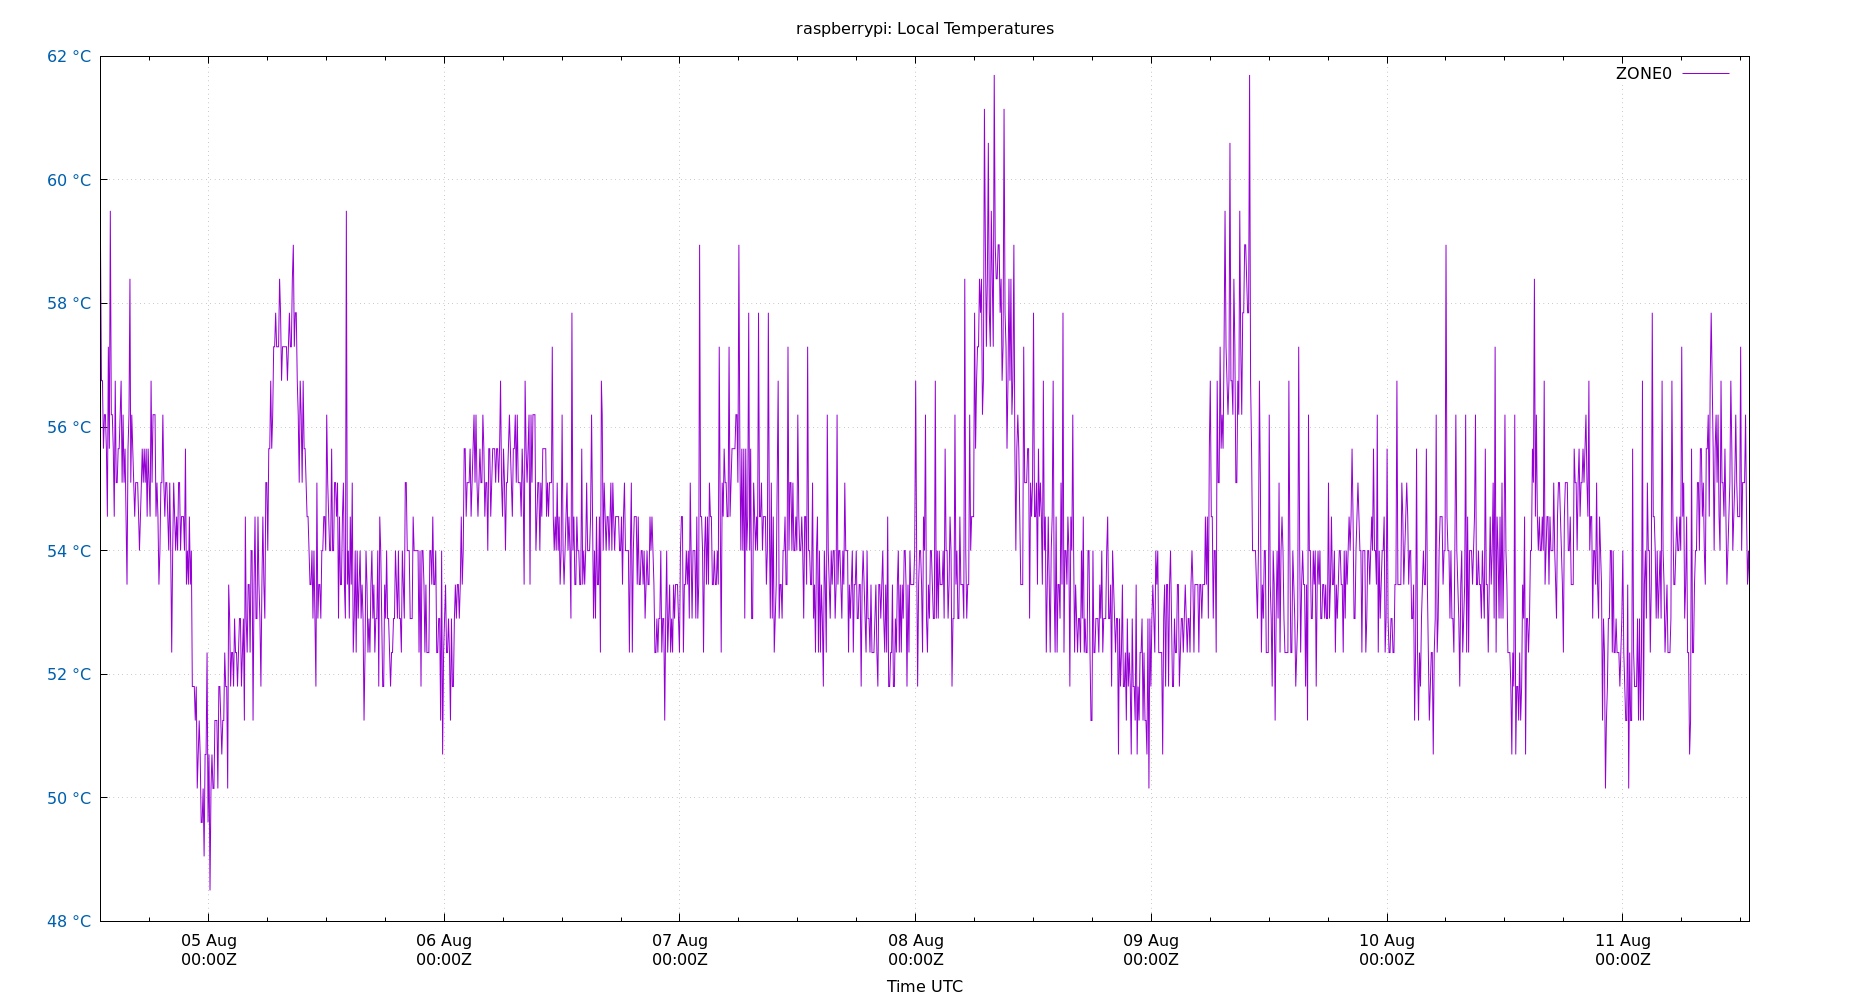 raspberrypi: Local Temperatures
62 °C
ZONE0
60 °C
58 °C
56 °C
54 °C
52 °C
50 °C
48 °C
05 Aug 06 Aug 07 Aug 08 Aug 09 Aug 10 Aug 11 Aug
00:00Z 00:00Z 00:00Z 00:00Z 00:00Z 00:00Z 00:00Z
Time UTC